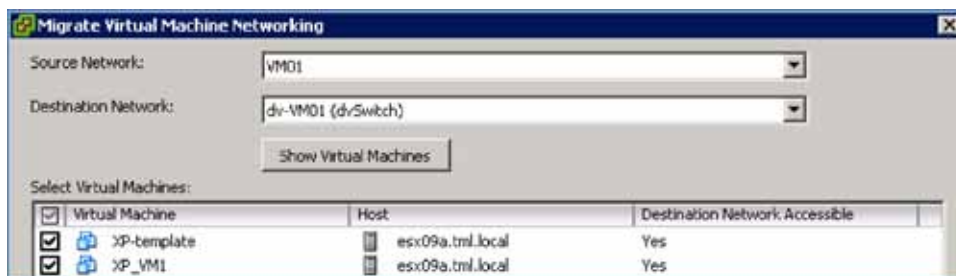 Migrate Virtual Machine Networking
Source Network: VM01
Destination Network: dv-VM01 (dvSwitch)
Show Virtual Machines
Select Virtual Machines:
Virtual Machine Host Destination Network Accessible
XP-template esx09a.tml.local Yes
XP_VM1 esx09a.tml.local Yes